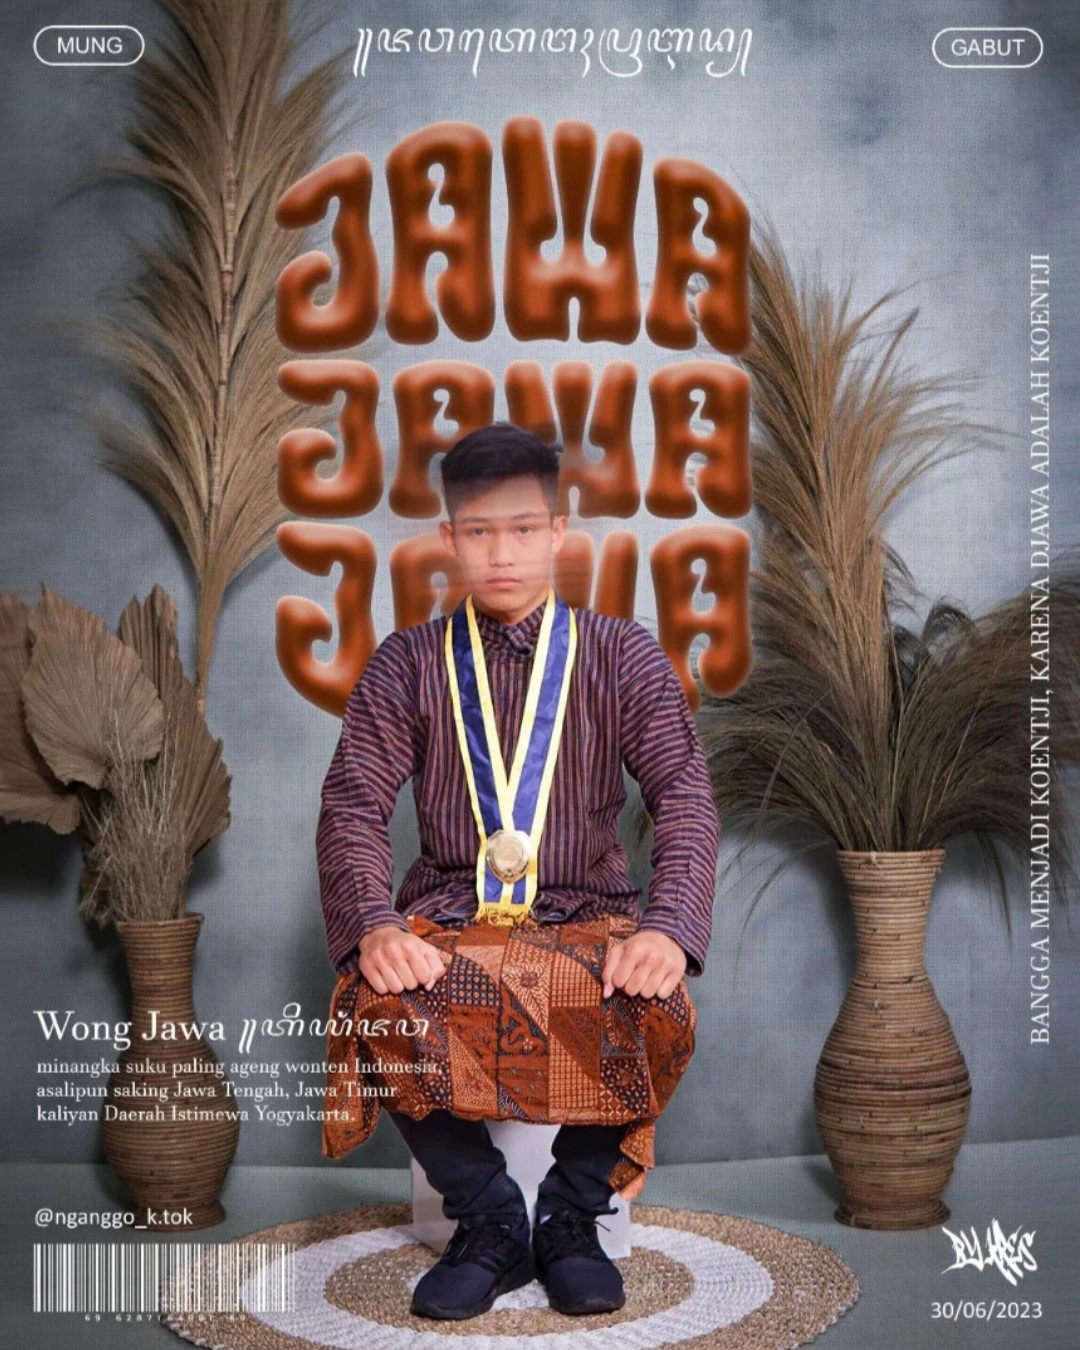 MUNG
GABUT
JAWA
JAWA
JAWA
BANGGA MENJADI KOENTJI, KARENA DJAWA ADALAH KOENTJI
Wong Jawa ꧋ꦠꦶꦪꦁꦗꦮ
minangka suku paling ageng wonten Indonesia,
asalipun saking Jawa Tengah, Jawa Timur
kaliyan Daerah Istimewa Yogyakarta.
@nganggo_k.tok
30/06/2023